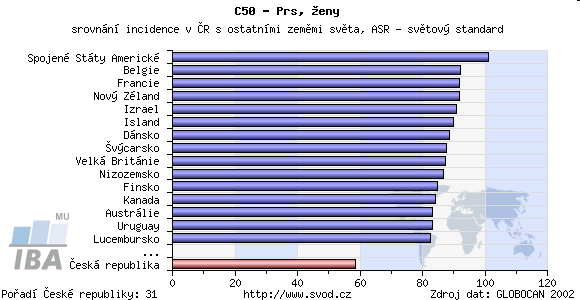 C50 - Prs, ženy
srovnání incidence v ČR s ostatními zeměmi světa, ASR - světový standard
Spojené Státy Americké
Belgie
Francie
Nový Zéland
Izrael
Island
Dánsko
Švýcarsko
Velká Británie
Nizozemsko
Finsko
Kanada
Austrálie
Uruguay
Lucembursko
...
Česká republika
0 20 40 60 80 100 120
MU
IBA
Pořadí České republiky: 31
http://www.svod.cz
Zdroj dat: GLOBOCAN 2002